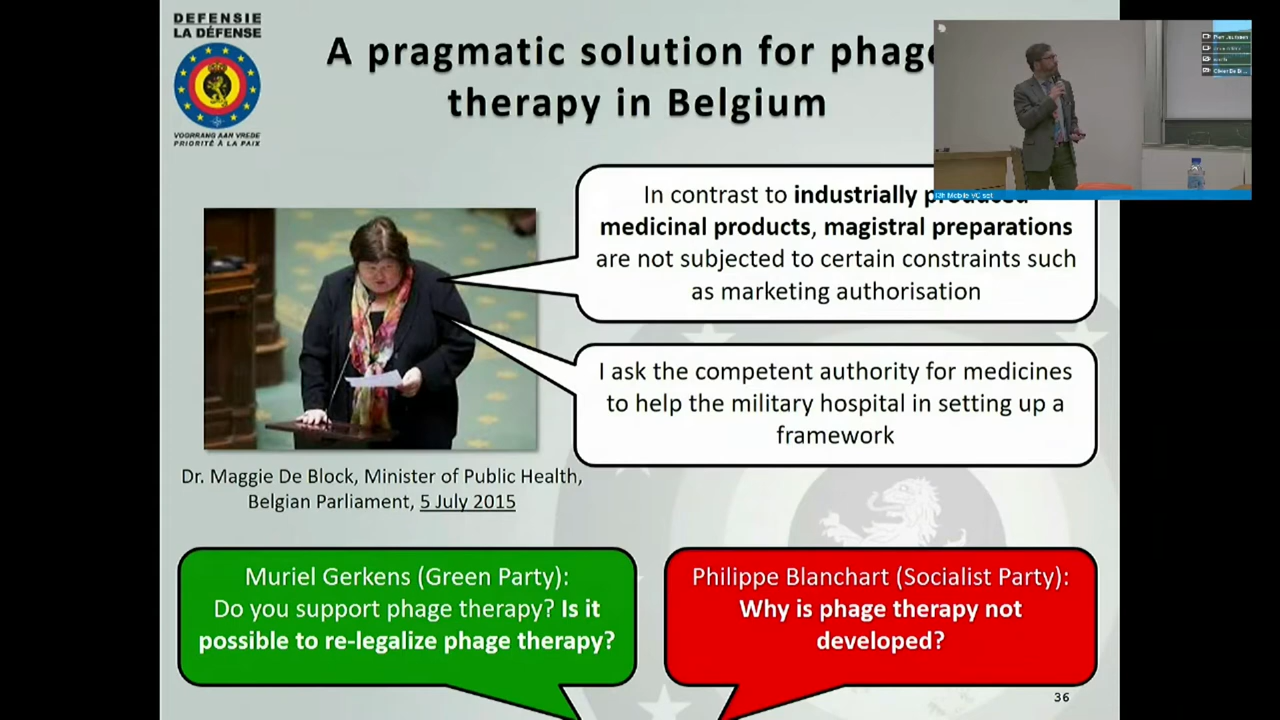 DEFENSIE
LA DÉFENSE
VOORRANG AAN VREDE
PRIORITÉ À LA PAIX
A pragmatic solution for phage
therapy in Belgium
In contrast to industrially produced
medicinal products, magistral preparations
are not subjected to certain constraints such
as marketing authorisation
I ask the competent authority for medicines
to help the military hospital in setting up a
framework
Dr. Maggie De Block, Minister of Public Health,
Belgian Parliament, 5 July 2015
Muriel Gerkens (Green Party):
Do you support phage therapy? Is it
possible to re-legalize phage therapy?
Philippe Blanchart (Socialist Party):
Why is phage therapy not
developed?
36
Mobile VC set